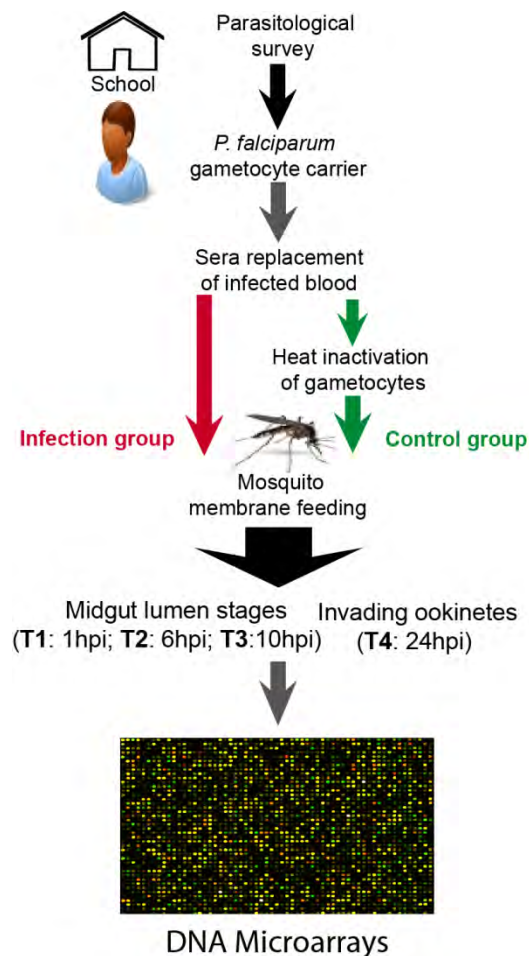 Parasitological
survey
School
P. falciparum
gametocyte carrier
Sera replacement
of infected blood
Heat inactivation
of gametocytes
Infection group
Control group
Mosquito
membrane feeding
Midgut lumen stages
(T1: 1hpi; T2: 6hpi; T3:10hpi)
Invading ookinetes
(T4: 24hpi)
DNA Microarrays